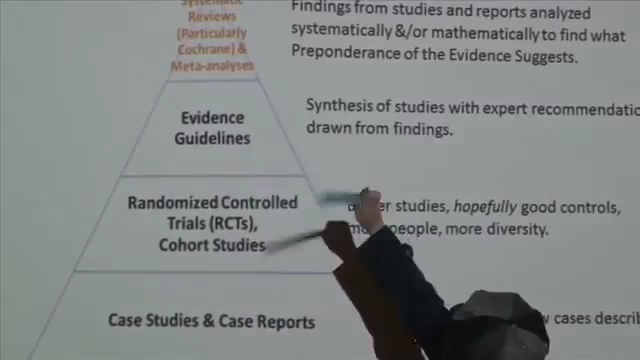 Systematic
Reviews
(Particularly
Cochrane) &
Meta-analyses
Findings from studies and reports analyzed
systematically &/or mathematically to find what
Preponderance of the Evidence Suggests.
Evidence
Guidelines
Synthesis of studies with expert
drawn from findings.
Randomized Controlled
Trials (RCTs),
Cohort Studies
studies, hopefully good controls,
people, more diversity.
Case Studies & Case Reports
cases